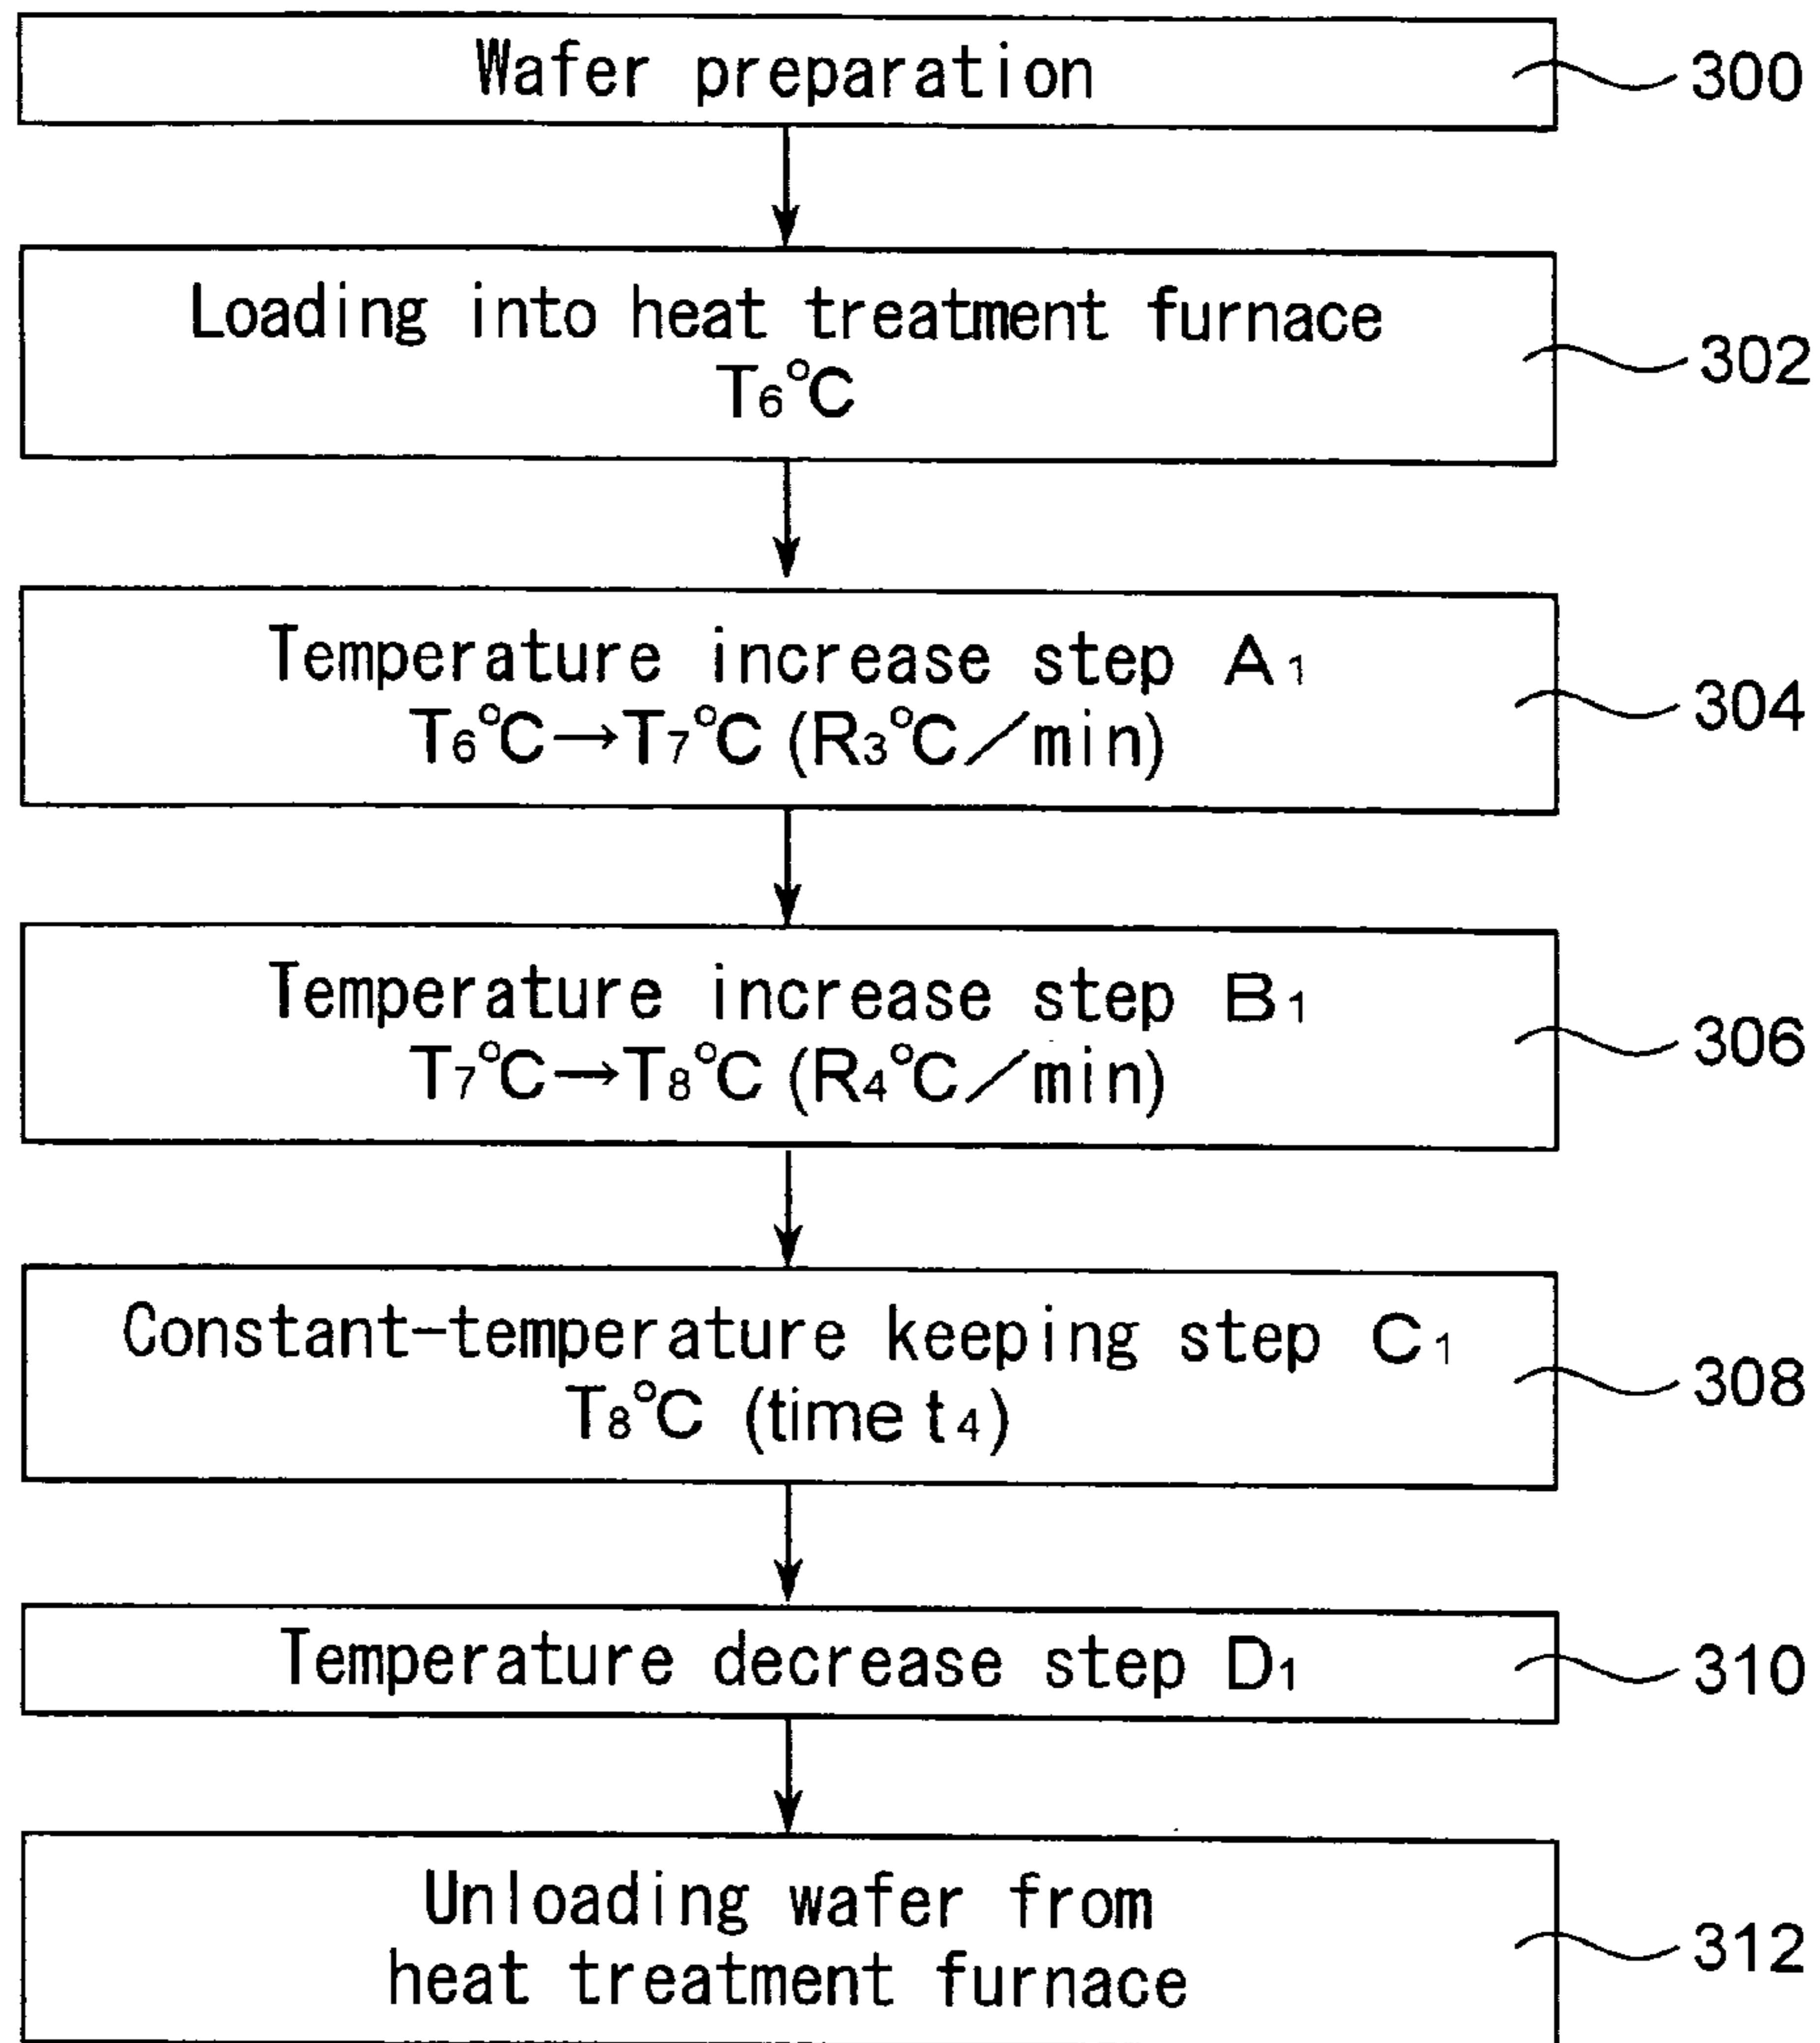 Wafer preparation
300
Loading into heat treatment furnace
T₆℃
302
Temperature increase step A₁
T₆℃→T₇℃ (R₃℃/min)
304
Temperature increase step B₁
T₇℃→T₈℃ (R₄℃/min)
306
Constant-temperature keeping step C₁
T₈℃ (time t₄)
308
Temperature decrease step D₁
310
Unloading wafer from
heat treatment furnace
312